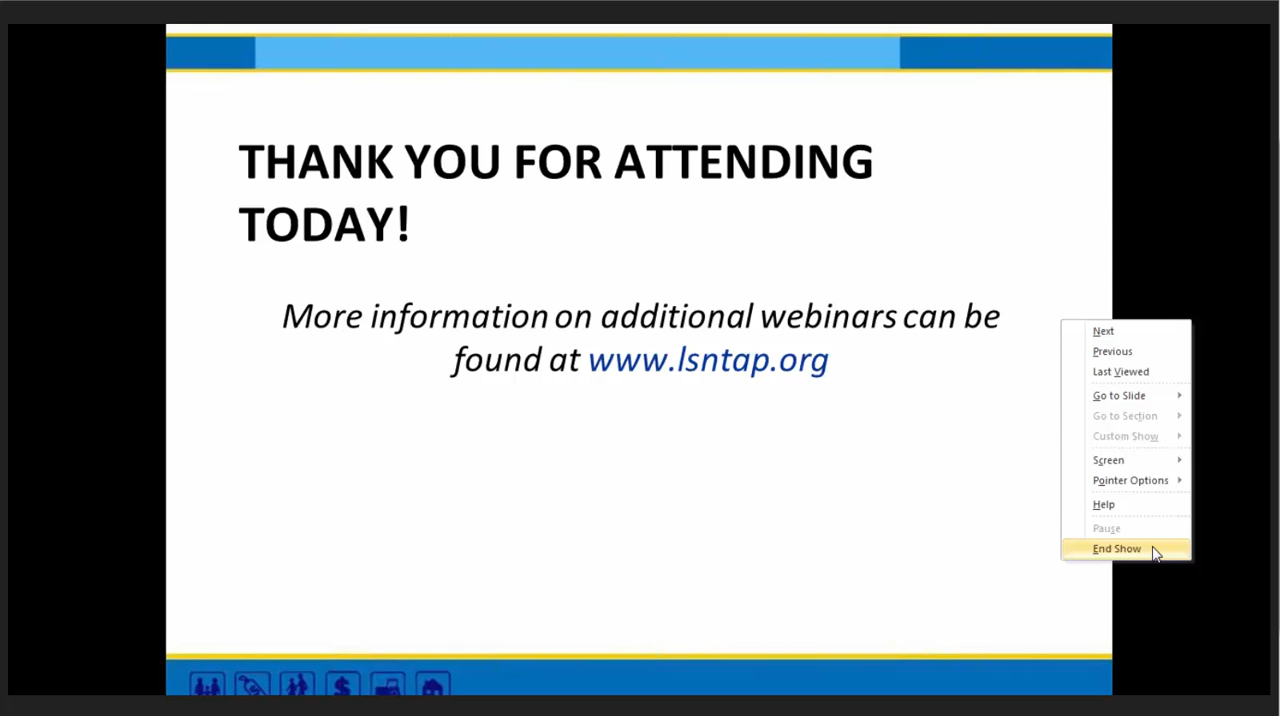 THANK YOU FOR ATTENDING
TODAY!
More information on additional webinars can be
found at www.lsntap.org
Next
Previous
Last Viewed
Go to Slide
Go to Section
Custom Show
Screen
Pointer Options
Help
Pause
End Show
$